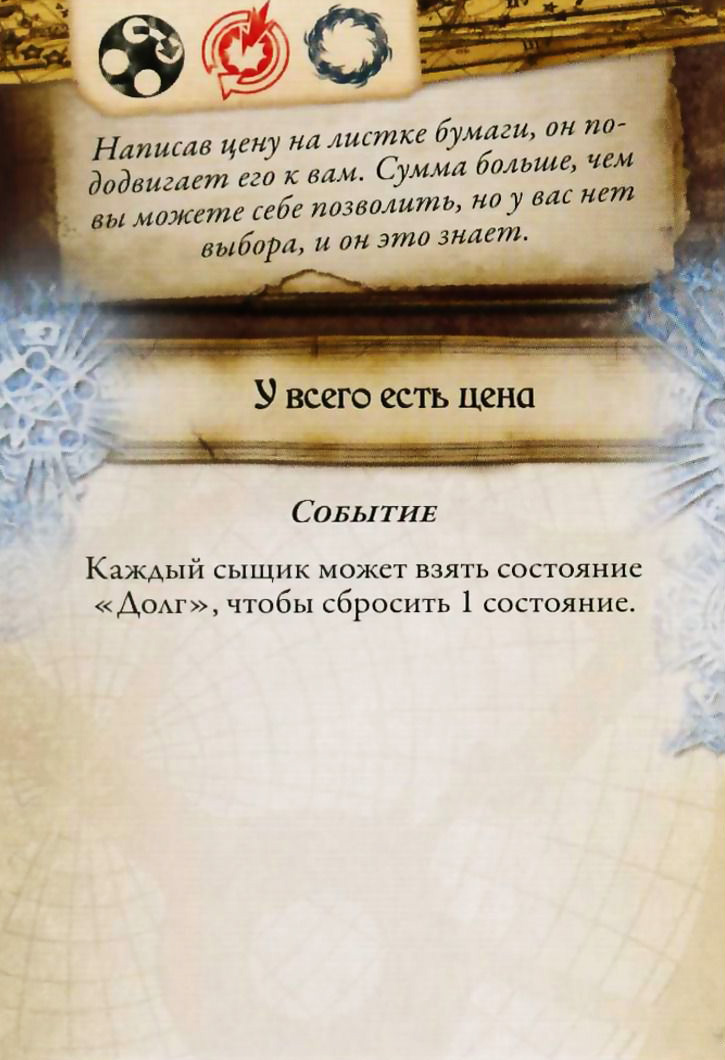 Написав цену на листке бумаги, он по-
додвигает его к вам. Сумма больше, чем
вы можете себе позволить, но у вас нет
выбора, и он это знает.
У всего есть цена
Событие
Каждый сыщик может взять состояние
«Долг», чтобы сбросить 1 состояние.